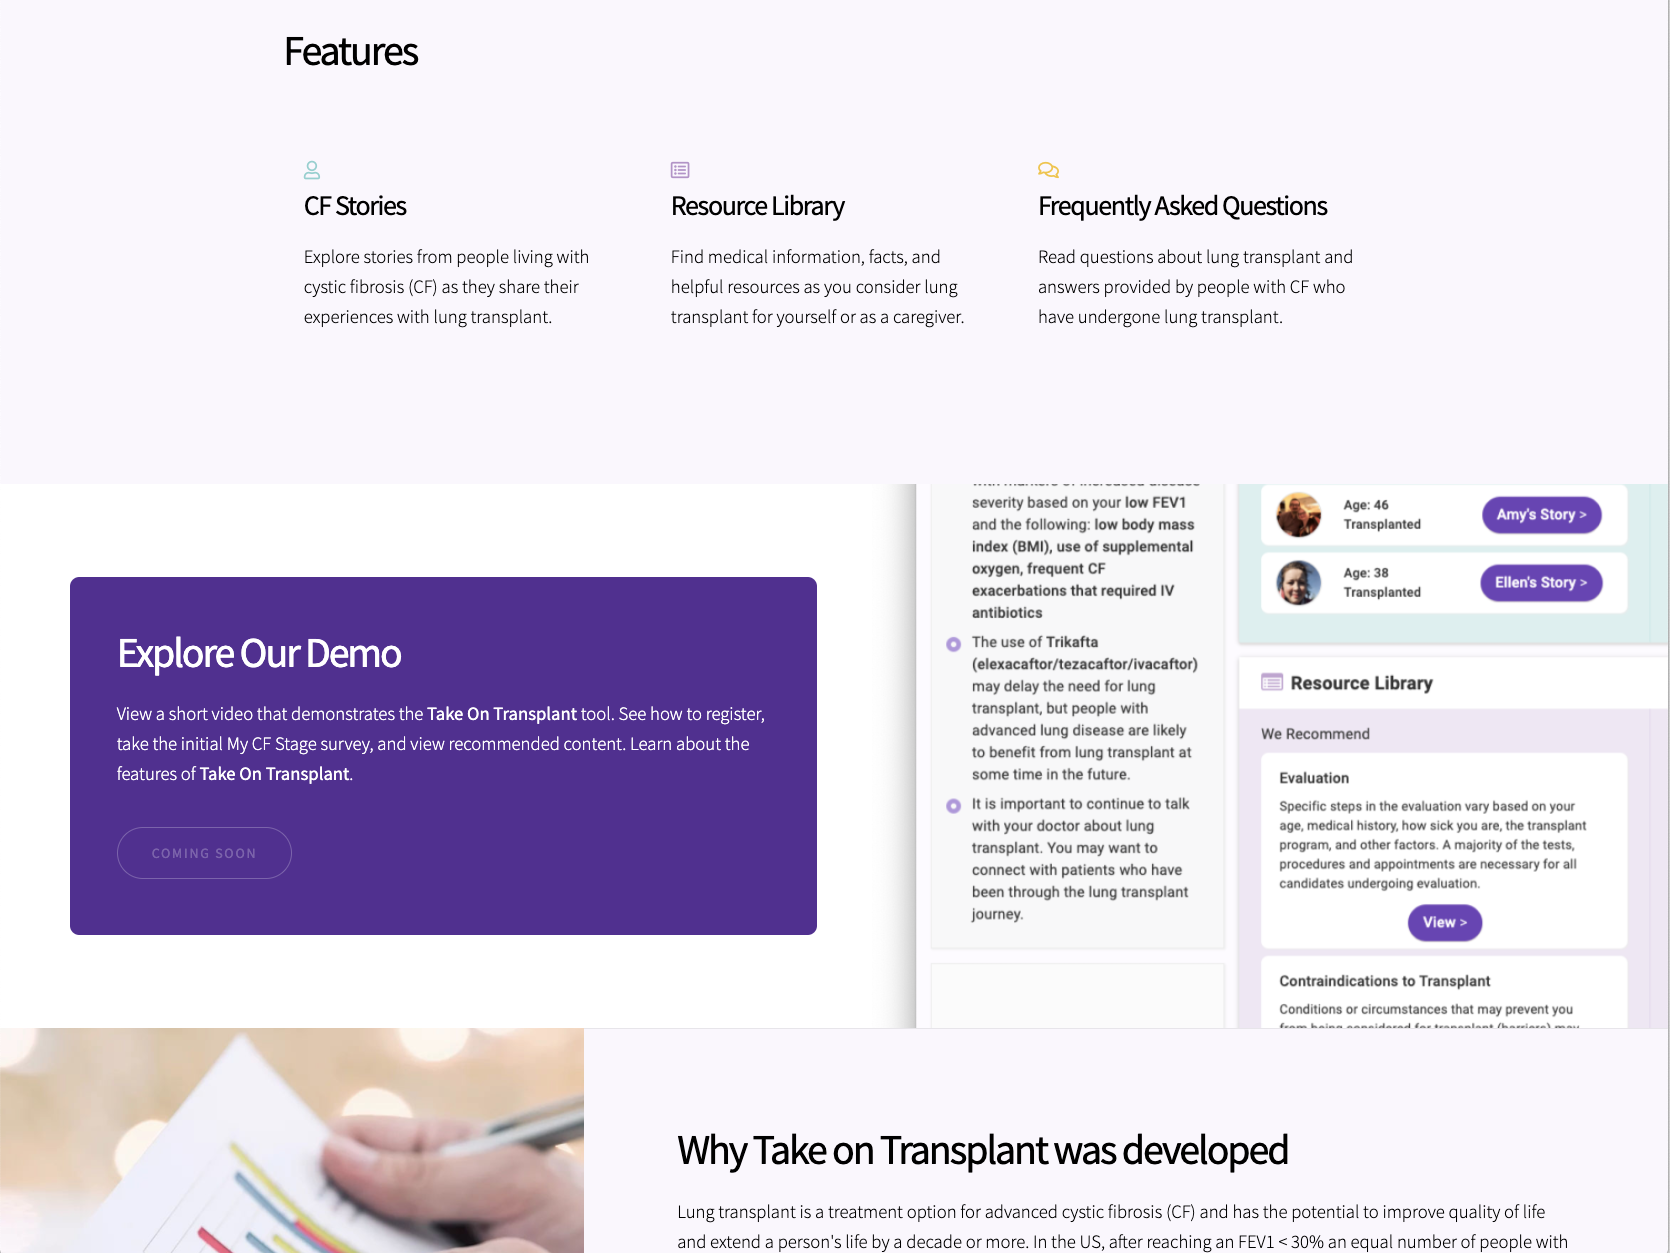 Features
CF Stories
Explore stories from people living with
cystic fibrosis (CF) as they share their
experiences with lung transplant.
Resource Library
Find medical information, facts, and
helpful resources as you consider lung
transplant for yourself or as a caregiver.
Frequently Asked Questions
Read questions about lung transplant and
answers provided by people with CF who
have undergone lung transplant.
Explore Our Demo
View a short video that demonstrates the Take On Transplant tool. See how to register,
take the initial My CF Stage survey, and view recommended content. Learn about the
features of Take On Transplant.
COMING SOON
with markers of increased disease
severity based on your low FEV1
and the following: low body mass
index (BMI), use of supplemental
oxygen, frequent CF
exacerbations that required IV
antibiotics
The use of Trikafta
(elexacaftor/tezacaftor/ivacaftor)
may delay the need for lung
transplant, but people with
advanced lung disease are likely
to benefit from lung transplant at
some time in the future.
It is important to continue to talk
with your doctor about lung
transplant. You may want to
connect with patients who have
been through the lung transplant
journey.
Age: 46
Transplanted
Amy's Story >
Age: 38
Transplanted
Ellen's Story >
Resource Library
We Recommend
Evaluation
Specific steps in the evaluation vary based on your
age, medical history, how sick you are, the transplant
program, and other factors. A majority of the tests,
procedures and appointments are necessary for all
candidates undergoing evaluation.
View >
Contraindications to Transplant
Conditions or circumstances that may prevent you
from being considered for transplant (barriers) may
Why Take on Transplant was developed
Lung transplant is a treatment option for advanced cystic fibrosis (CF) and has the potential to improve quality of life
and extend a person's life by a decade or more. In the US, after reaching an FEV1 < 30% an equal number of people with